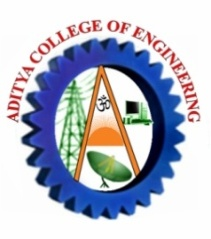 ADITYA COLLEGE OF ENGINEERING
ॐ